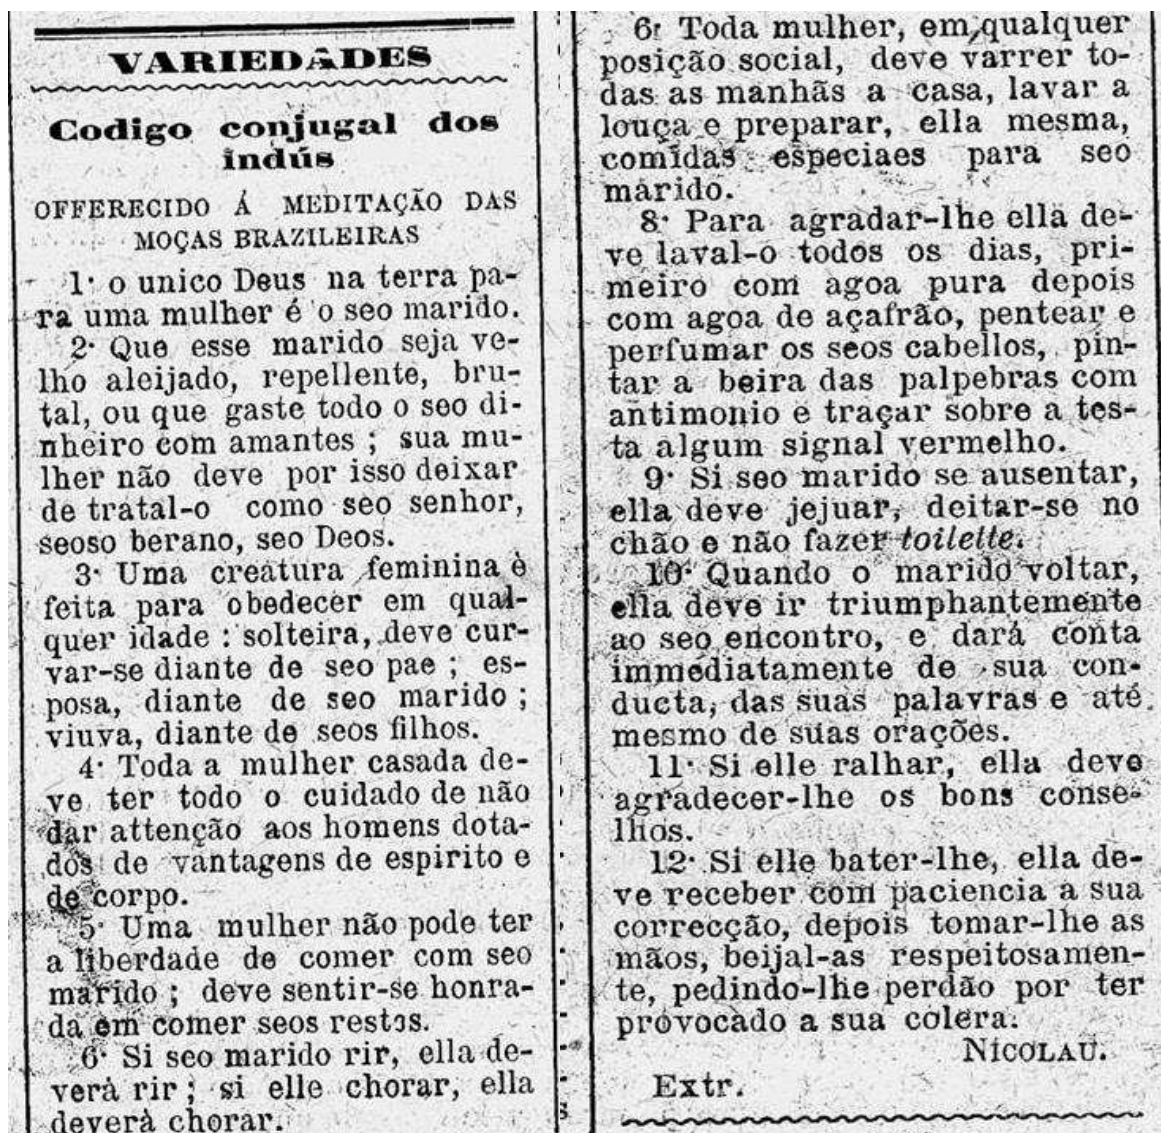 VARIEDADES
Codigo conjugal dos
indús
OFFERECIDO Á MEDITAÇÃO DAS
MOÇAS BRAZILEIRAS
1· o unico Deus na terra pa-
ra uma mulher é o seo marido.
2· Que esse marido seja ve-
lho aleijado, repellente, bru-
tal, ou que gaste todo o seo di-
nheiro com amantes ; sua mu-
lher não deve por isso deixar
de tratal-o como seo senhor,
seoso berano, seo Deos.
3· Uma creatura feminina è
feita para obedecer em qual-
quer idade : solteira, deve cur-
var-se diante de seo pae ; es-
posa, diante de seo marido ;
viuva, diante de seos filhos.
4· Toda a mulher casada de-
ve ter todo o cuidado de não
dar attenção aos homens dota-
dos de vantagens de espirito e
de corpo.
5· Uma mulher não pode ter
a liberdade de comer com seo
marido ; deve sentir-se honra-
da em comer seos restos.
6· Si seo marido rir, ella de-
verà rir ; si elle chorar, ella
deverà chorar.
6· Toda mulher, em qualquer
posição social, deve varrer to-
das as manhãs a casa, lavar a
louça e preparar, ella mesma,
comidas especiaes para seo
marido.
8· Para agradar-lhe ella de-
ve laval-o todos os dias, pri-
meiro com agoa pura depois
com agoa de açafrão, pentear e
perfumar os seos cabellos, pin-
tar a beira das palpebras com
antimonio e traçar sobre a tes-
ta algum signal vermelho.
9· Si seo marido se ausentar,
ella deve jejuar, deitar-se no
chão e não fazer toilette.
10· Quando o marido voltar,
ella deve ir triumphantemente
ao seo encontro, e dará conta
immediatamente de sua con-
ducta, das suas palavras e até
mesmo de suas orações.
11· Si elle ralhar, ella deve
agradecer-lhe os bons conse-
lhos.
12· Si elle bater-lhe, ella de-
ve receber com paciencia a sua
correcção, depois tomar-lhe as
mãos, beijal-as respeitosamen-
te, pedindo-lhe perdão por ter
provocado a sua colera.
NICOLAU.
Extr.